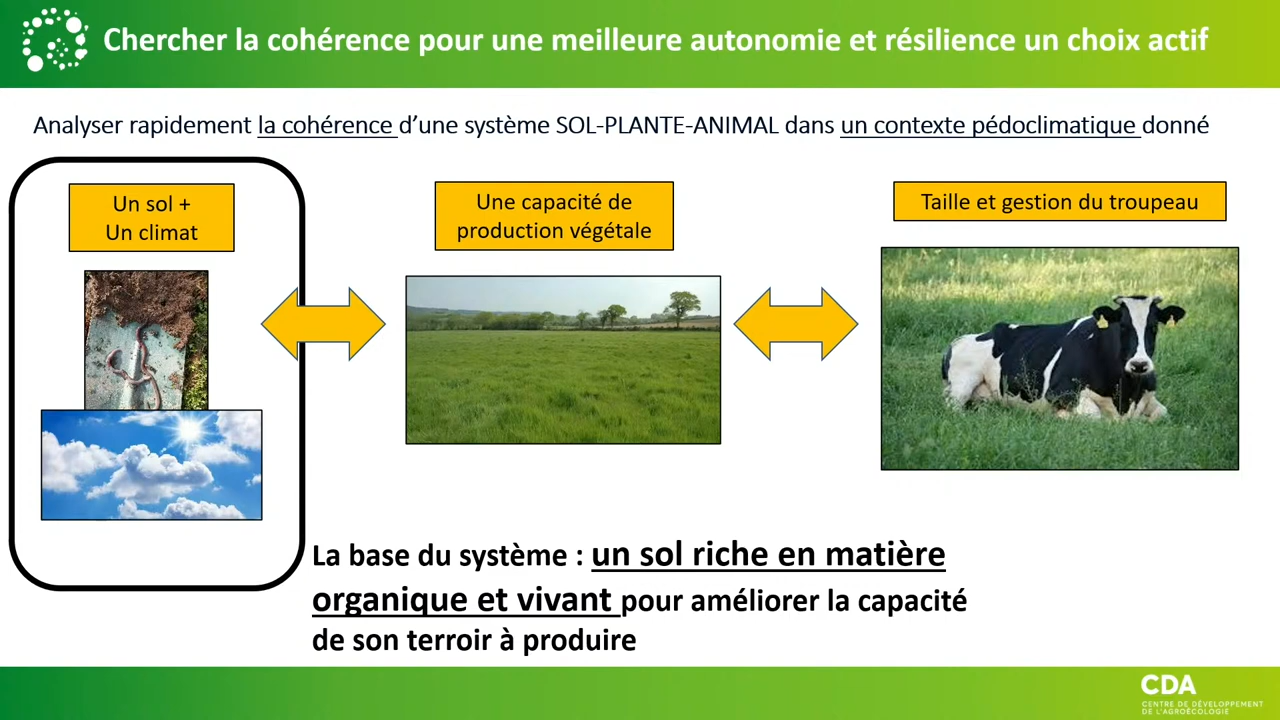 Chercher la cohérence pour une meilleure autonomie et résilience un choix actif
Analyser rapidement la cohérence d'une système SOL-PLANTE-ANIMAL dans un contexte pédoclimatique donné
Un sol +
Un climat
Une capacité de
production végétale
Taille et gestion du troupeau
La base du système : un sol riche en matière
organique et vivant pour améliorer la capacité
de son terroir à produire
CDA
CENTRE DE DÉVELOPPEMENT
DE L'AGROÉCOLOGIE